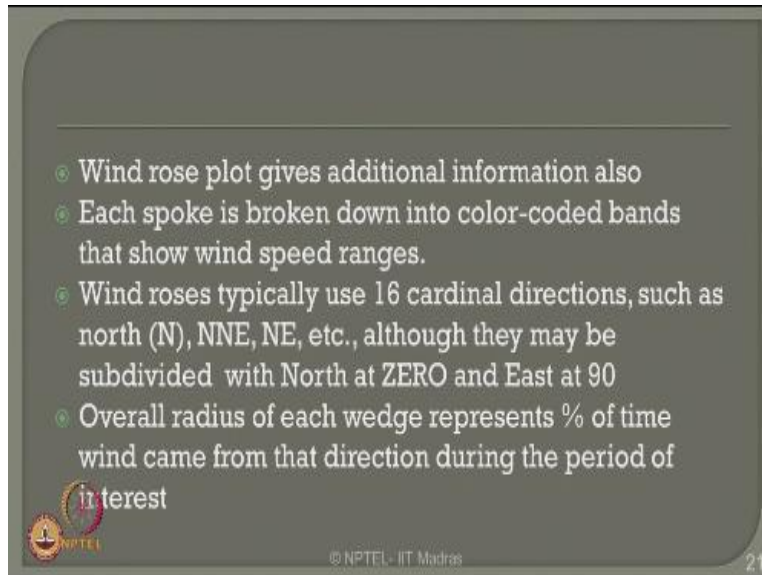 Wind rose plot gives additional information also
Each spoke is broken down into color-coded bands
that show wind speed ranges.
Wind roses typically use 16 cardinal directions, such as
north (N), NNE, NE, etc., although they may be
subdivided with North at ZERO and East at 90
Overall radius of each wedge represents % of time
wind came from that direction during the period of
interest
NPTEL
© NPTEL- IIT Madras
21